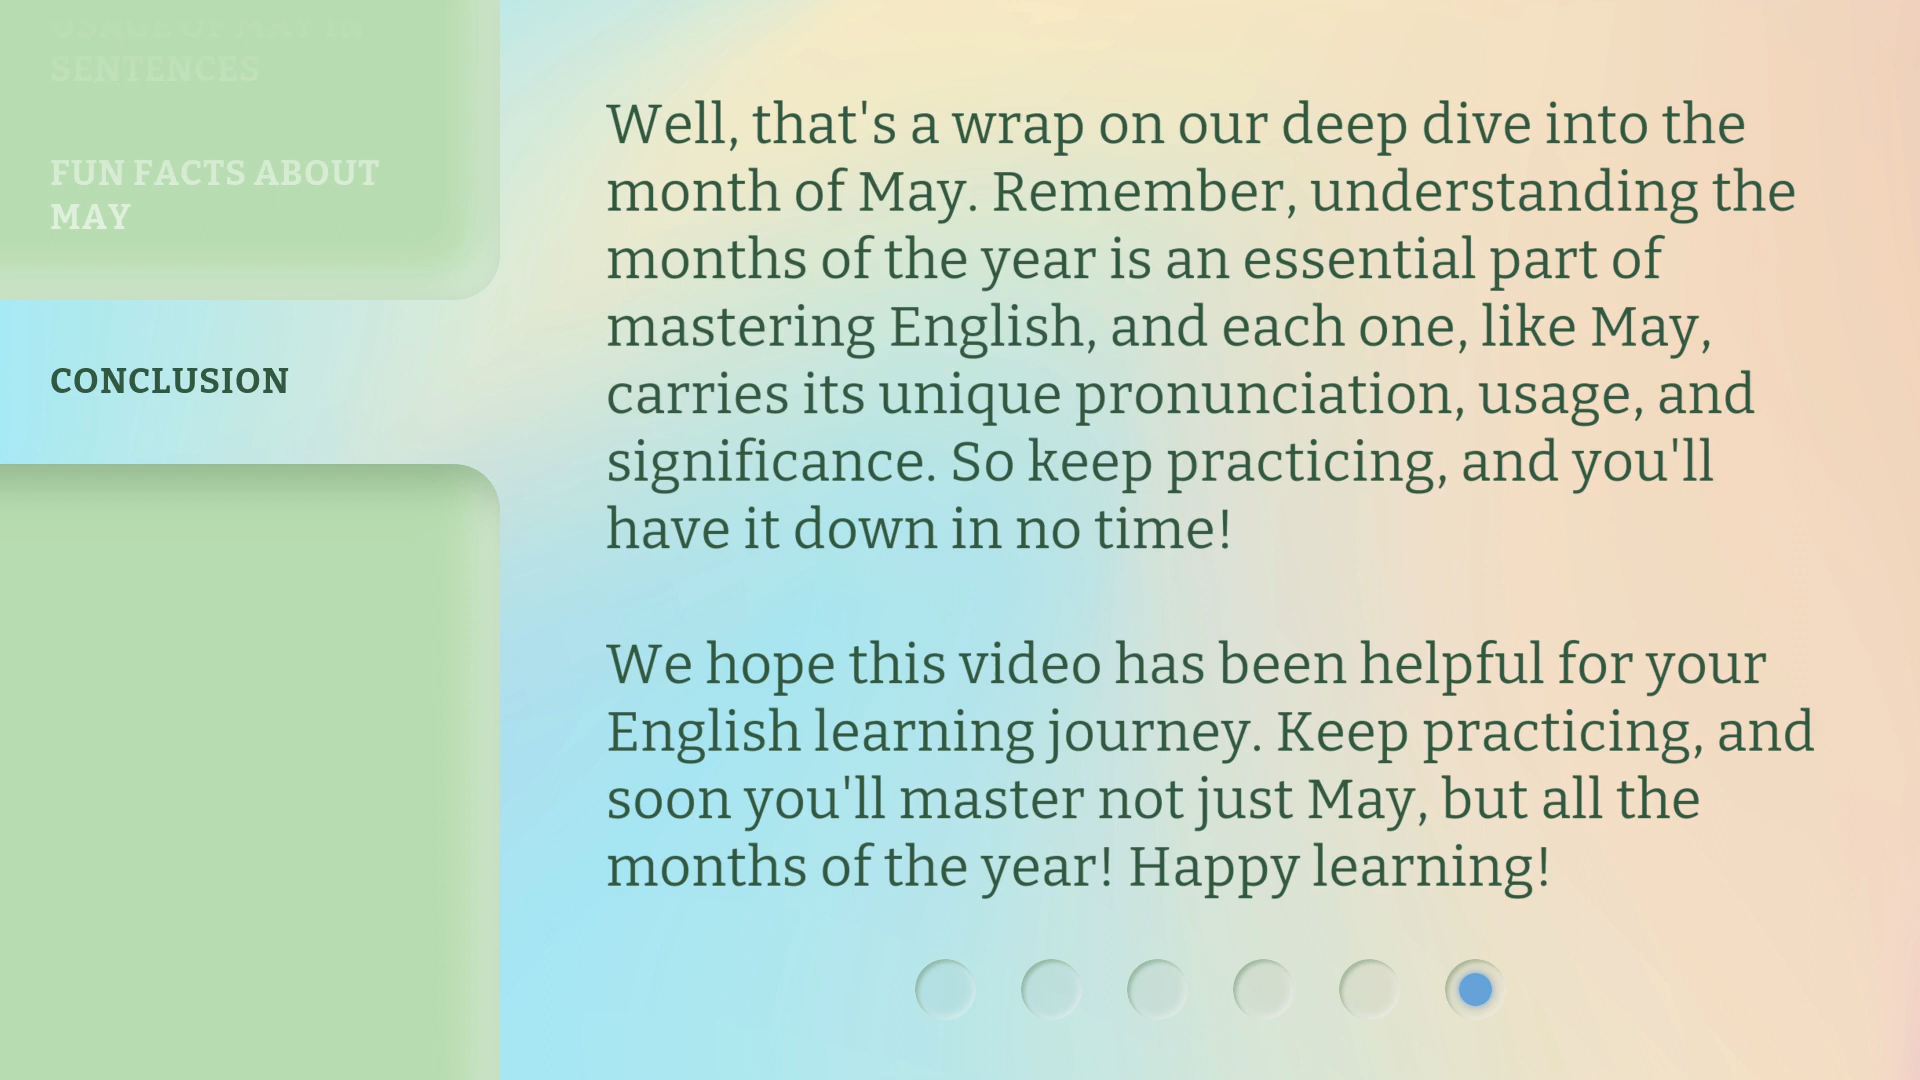 USAGE OF MAY IN
SENTENCES
FUN FACTS ABOUT
MAY
CONCLUSION
Well, that's a wrap on our deep dive into the
month of May. Remember, understanding the
months of the year is an essential part of
mastering English, and each one, like May,
carries its unique pronunciation, usage, and
significance. So keep practicing, and you'll
have it down in no time!
We hope this video has been helpful for your
English learning journey. Keep practicing, and
soon you'll master not just May, but all the
months of the year! Happy learning!